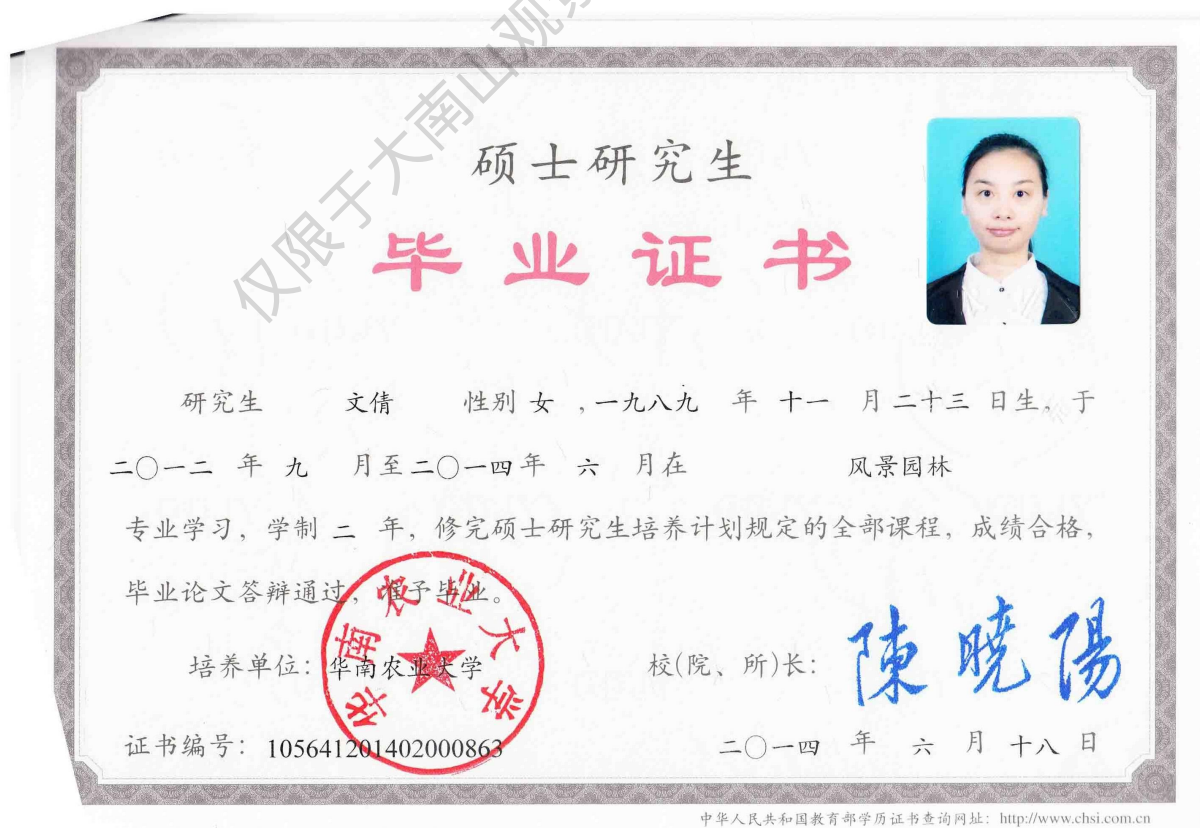 仅限于大南山观
硕士研究生
毕业证书
研究生 文倩 性别 女 ,一九八九 年 十一 月 二十三 日生, 于
二〇一二 年 九 月至 二〇一四 年 六 月在 风景园林
专业学习, 学制 二 年, 修完硕士研究生培养计划规定的全部课程, 成绩合格,
毕业论文答辩通过, 准予毕业。
华南农业大学
培养单位: 华南农业大学 校(院、所)长: 陳曉陽
证书编号: 105641201402000863 二〇一四 年 六 月 十八 日
中华人民共和国教育部学历证书查询网址: http://www.chsi.com.cn